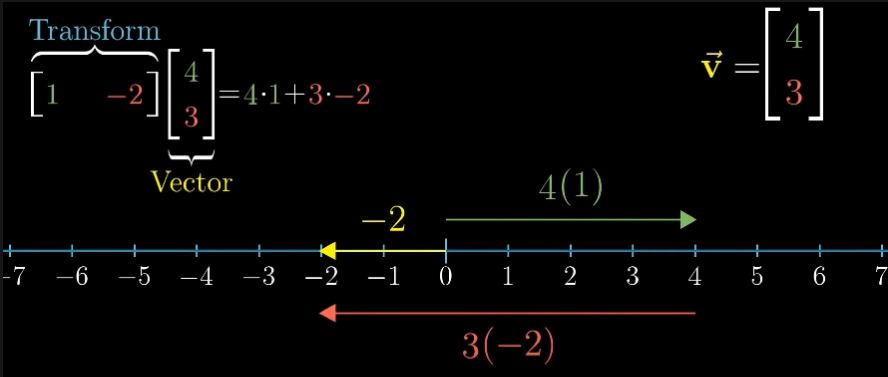 Transform
[1 −2] [4 3] = 4·1+3·−2
Vector
v⃗ = [4 3]
4(1)
−2
−7 −6 −5 −4 −3 −2 −1 0 1 2 3 4 5 6 7
3(−2)